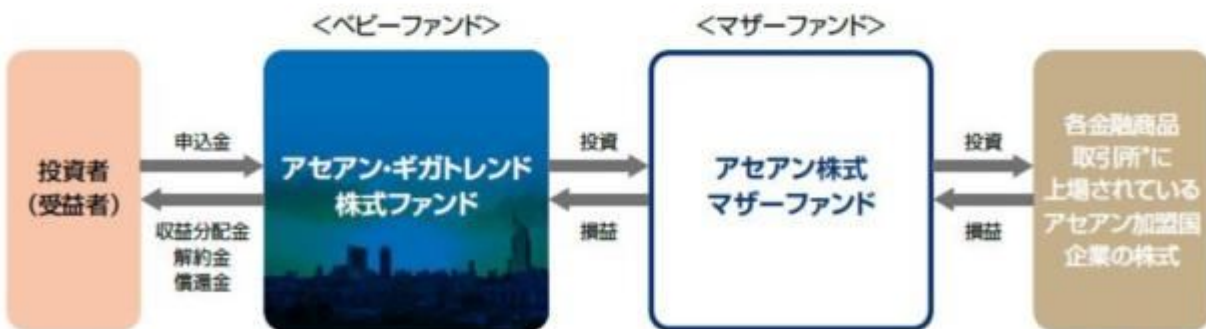 <ベビーファンド>
<マザーファンド>
投資者
(受益者)
申込金
収益分配金
解約金
償還金
アセアン・ギガトレンド
株式ファンド
投資
損益
アセアン株式
マザーファンド
投資
損益
各金融商品
取引所*に
上場されている
アセアン加盟国
企業の株式